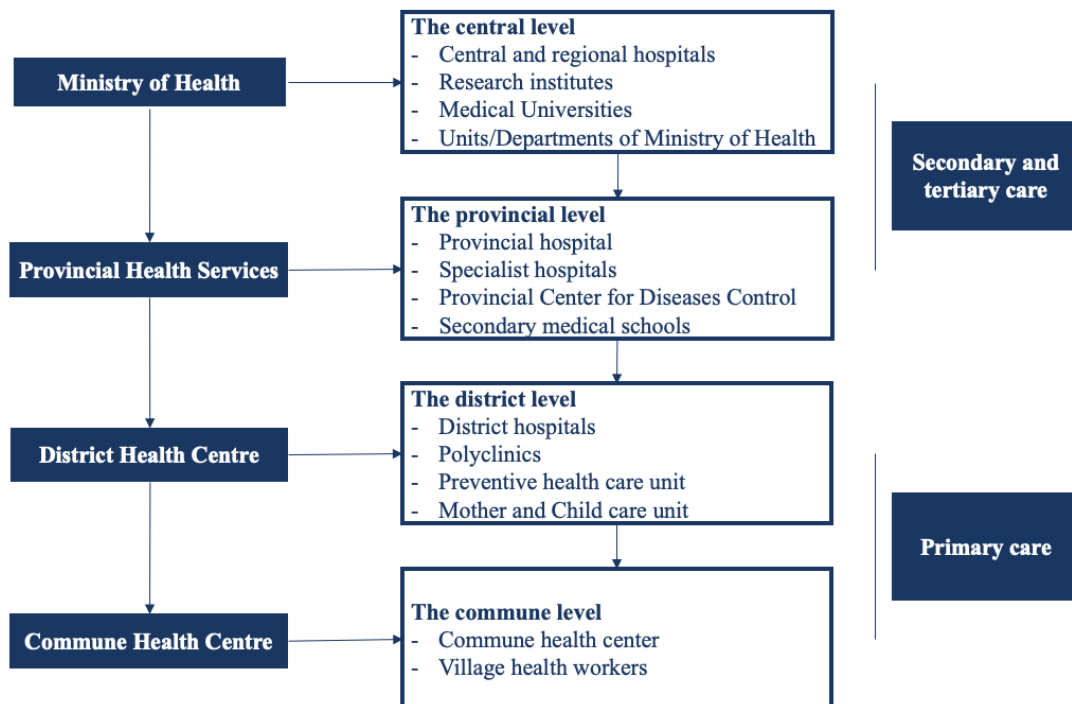 The central level
- Central and regional hospitals
- Research institutes
- Medical Universities
- Units/Departments of Ministry of Health
Ministry of Health
Secondary and
tertiary care
The provincial level
- Provincial hospital
- Specialist hospitals
- Provincial Center for Diseases Control
- Secondary medical schools
Provincial Health Services
The district level
- District hospitals
- Polyclinics
- Preventive health care unit
- Mother and Child care unit
District Health Centre
Primary care
The commune level
- Commune health center
- Village health workers
Commune Health Centre